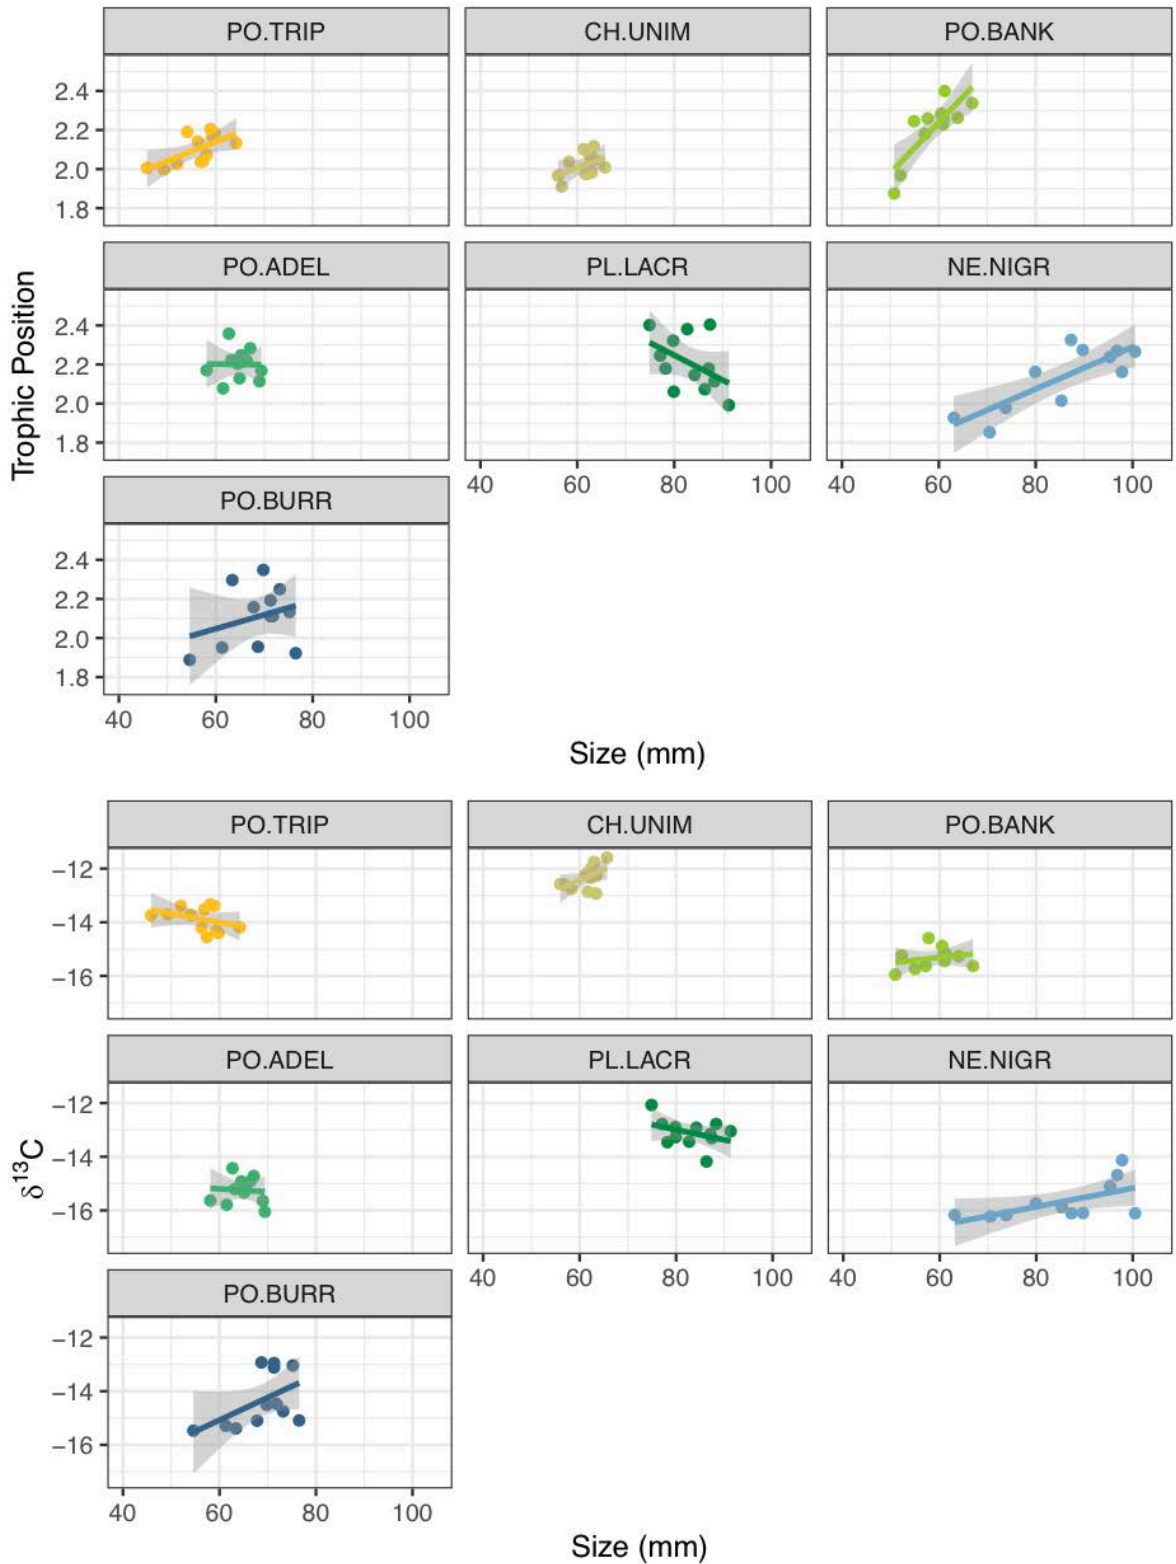 PO.TRIP CH.UNIM PO.BANK
2.4
2.2
2.0
1.8
PO.ADEL PL.LACR NE.NIGR
2.4
2.2
2.0
1.8
40 60 80 100 40 60 80 100
PO.BURR
2.4
2.2
2.0
1.8
40 60 80 100
Trophic Position
Size (mm)
PO.TRIP CH.UNIM PO.BANK
−12
−14
−16
PO.ADEL PL.LACR NE.NIGR
−12
−14
−16
40 60 80 100 40 60 80 100
PO.BURR
−12
−14
−16
40 60 80 100
δ¹³C
Size (mm)